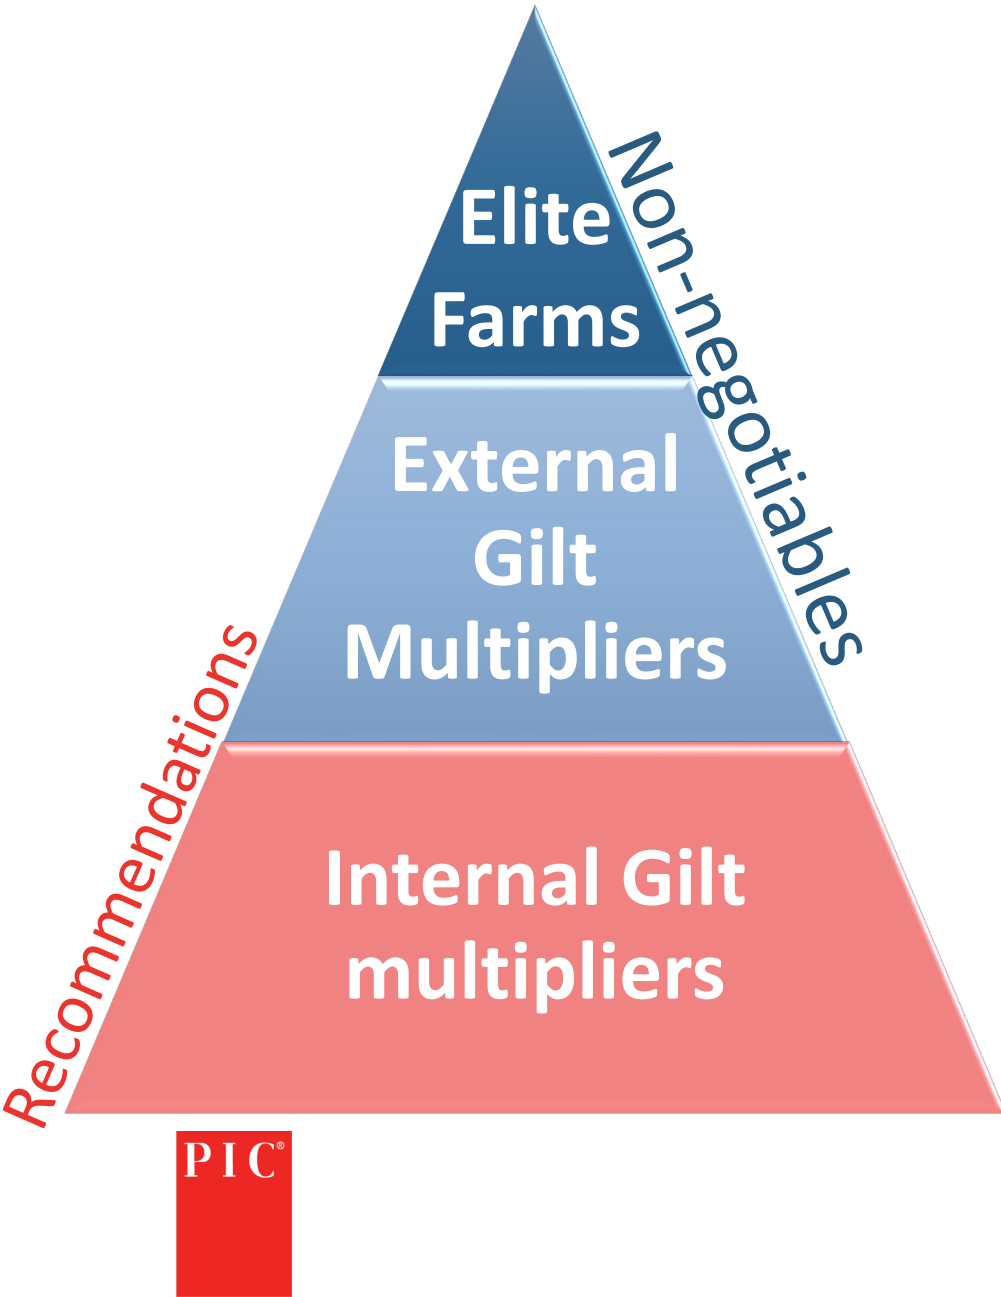 Elite
Farms
Non-negotiables
External
Gilt
Multipliers
Recommendations
Internal Gilt
multipliers
PIC®